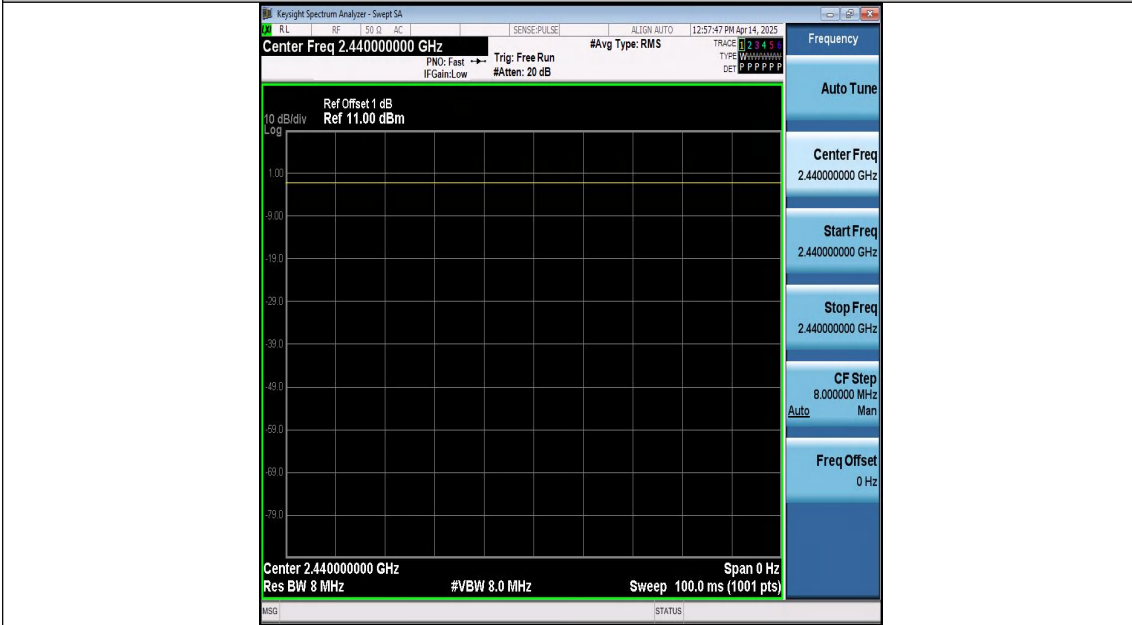 Keysight Spectrum Analyzer - Swept SA
RL RF 50 Ω AC SENSE:PULSE ALIGN AUTO 12:57:47 PM Apr 14, 2025
Center Freq 2.440000000 GHz
PNO: Fast
IFGain:Low
Trig: Free Run
#Atten: 20 dB
#Avg Type: RMS
TRACE 1 2 3 4 5 6
TYPE W
DET P P P P P P
Ref Offset 1 dB
10 dB/div Ref 11.00 dBm
Log
1.00
-9.00
-19.0
-29.0
-39.0
-49.0
-59.0
-69.0
-79.0
Center 2.440000000 GHz Span 0 Hz
Res BW 8 MHz #VBW 8.0 MHz Sweep 100.0 ms (1001 pts)
MSG STATUS
Frequency
Auto Tune
Center Freq
2.440000000 GHz
Start Freq
2.440000000 GHz
Stop Freq
2.440000000 GHz
CF Step
8.000000 MHz
Auto Man
Freq Offset
0 Hz